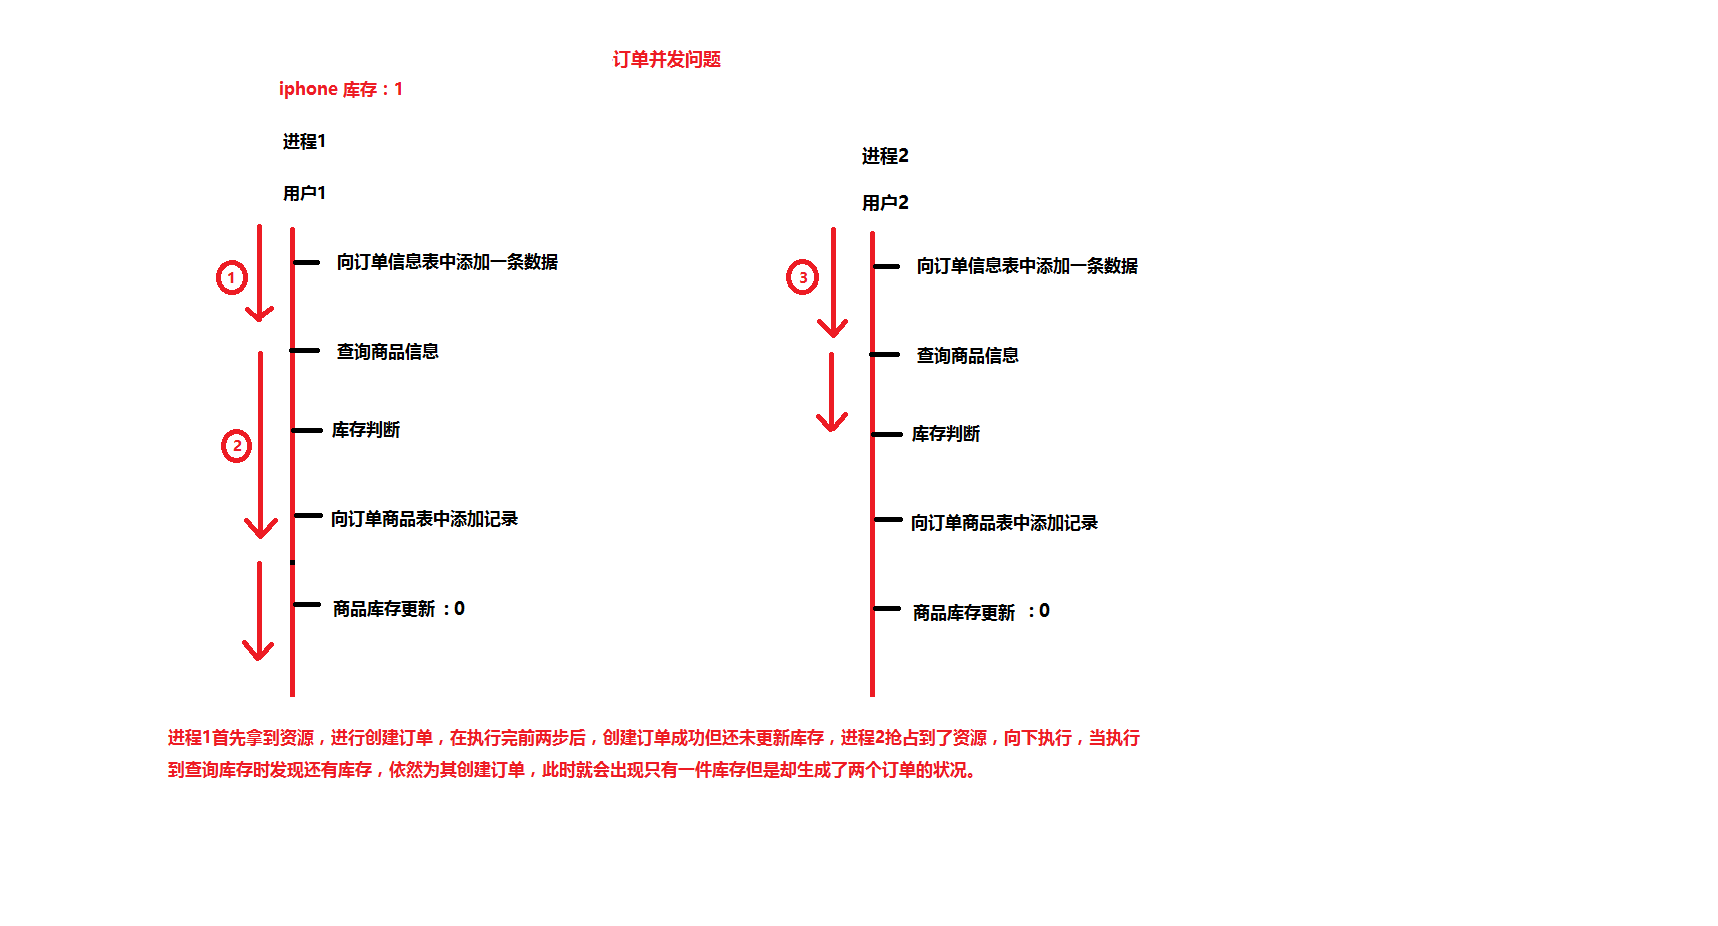 订单并发问题
iphone 库存：1
进程1
用户1
1
向订单信息表中添加一条数据
查询商品信息
2
库存判断
向订单商品表中添加记录
商品库存更新 ：0
进程2
用户2
3
向订单信息表中添加一条数据
查询商品信息
库存判断
向订单商品表中添加记录
商品库存更新 ：0
进程1首先拿到资源，进行创建订单，在执行完前两步后，创建订单成功但还未更新库存，进程2抢占到了资源，向下执行，当执行
到查询库存时发现还有库存，依然为其创建订单，此时就会出现只有一件库存但是却生成了两个订单的状况。